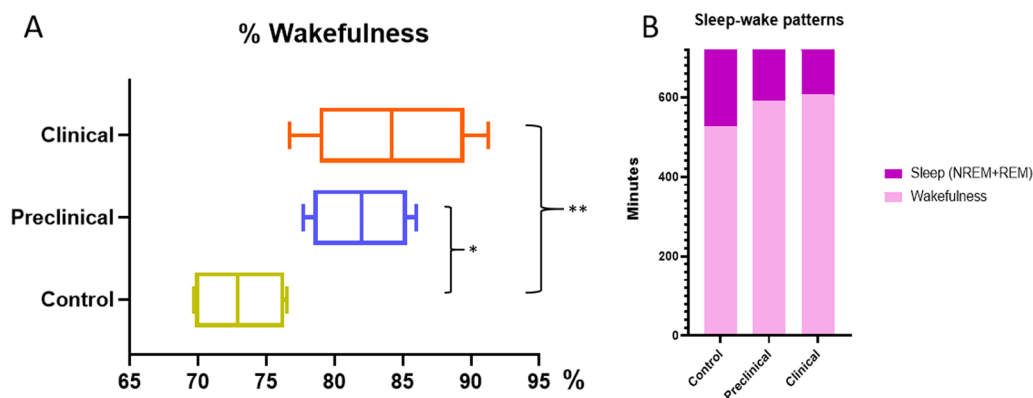 A
% Wakefulness
Clinical
Preclinical
Control
**
*
65 70 75 80 85 90 95 %
B
Sleep-wake patterns
Minutes
600
400
200
0
Control Preclinical Clinical
Sleep (NREM+REM)
Wakefulness